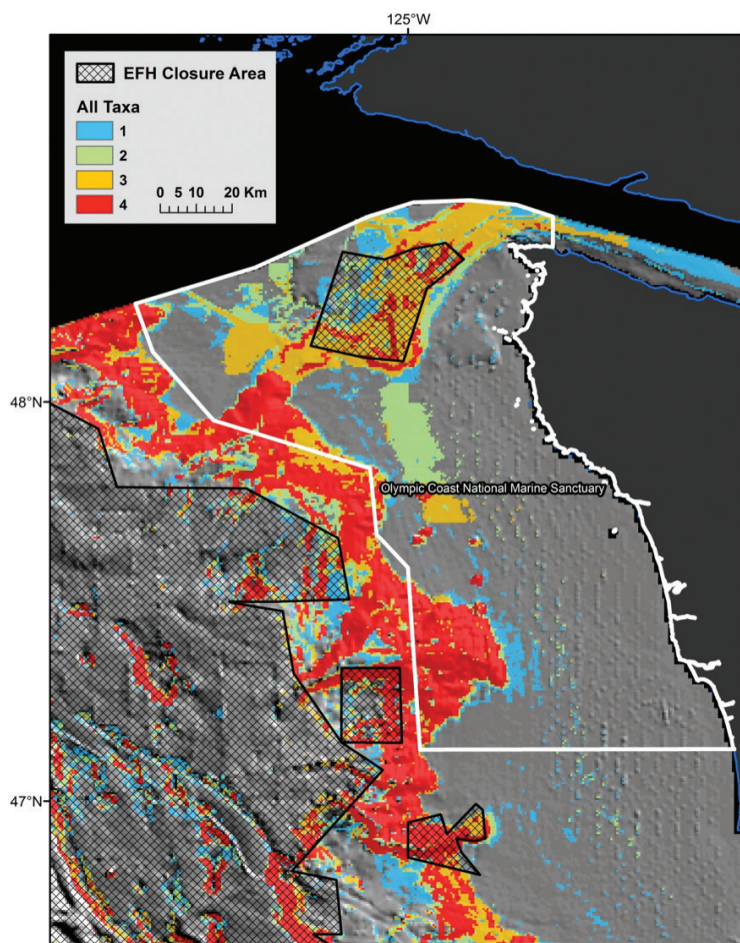 125°W
EFH Closure Area
All Taxa
1
2
3
4
0 5 10 20 Km
48°N
Olympic Coast National Marine Sanctuary
47°N